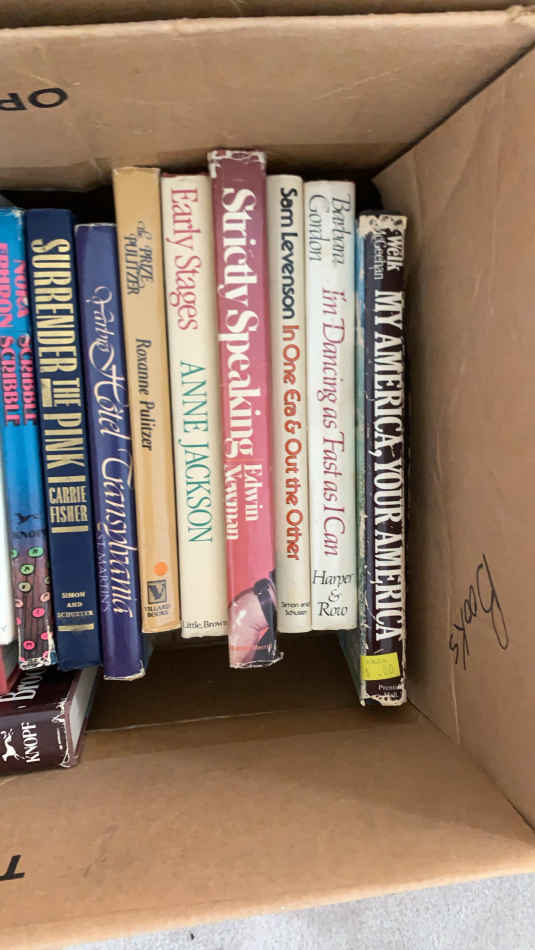 OP
NORA EPHRON
SCRIBBLE SCRIBBLE
KNOPF
SURRENDER THE PINK
CARRIE FISHER
SIMON AND SCHUSTER
Hotel Transylvania
ST. MARTIN'S
the PRIZE PULITZER
Roxanne Pulitzer
VILLARD BOOKS
Early Stages
ANNE JACKSON
Little, Brown
Strictly Speaking
Edwin Newman
Sam Levenson
In One Era & Out the Other
Simon and Schuster
Barbara Gordon
I'm Dancing as Fast as I Can
Harper & Row
Welk
McGeehan
MY AMERICA, YOUR AMERICA
Hall
KNOPF
Books